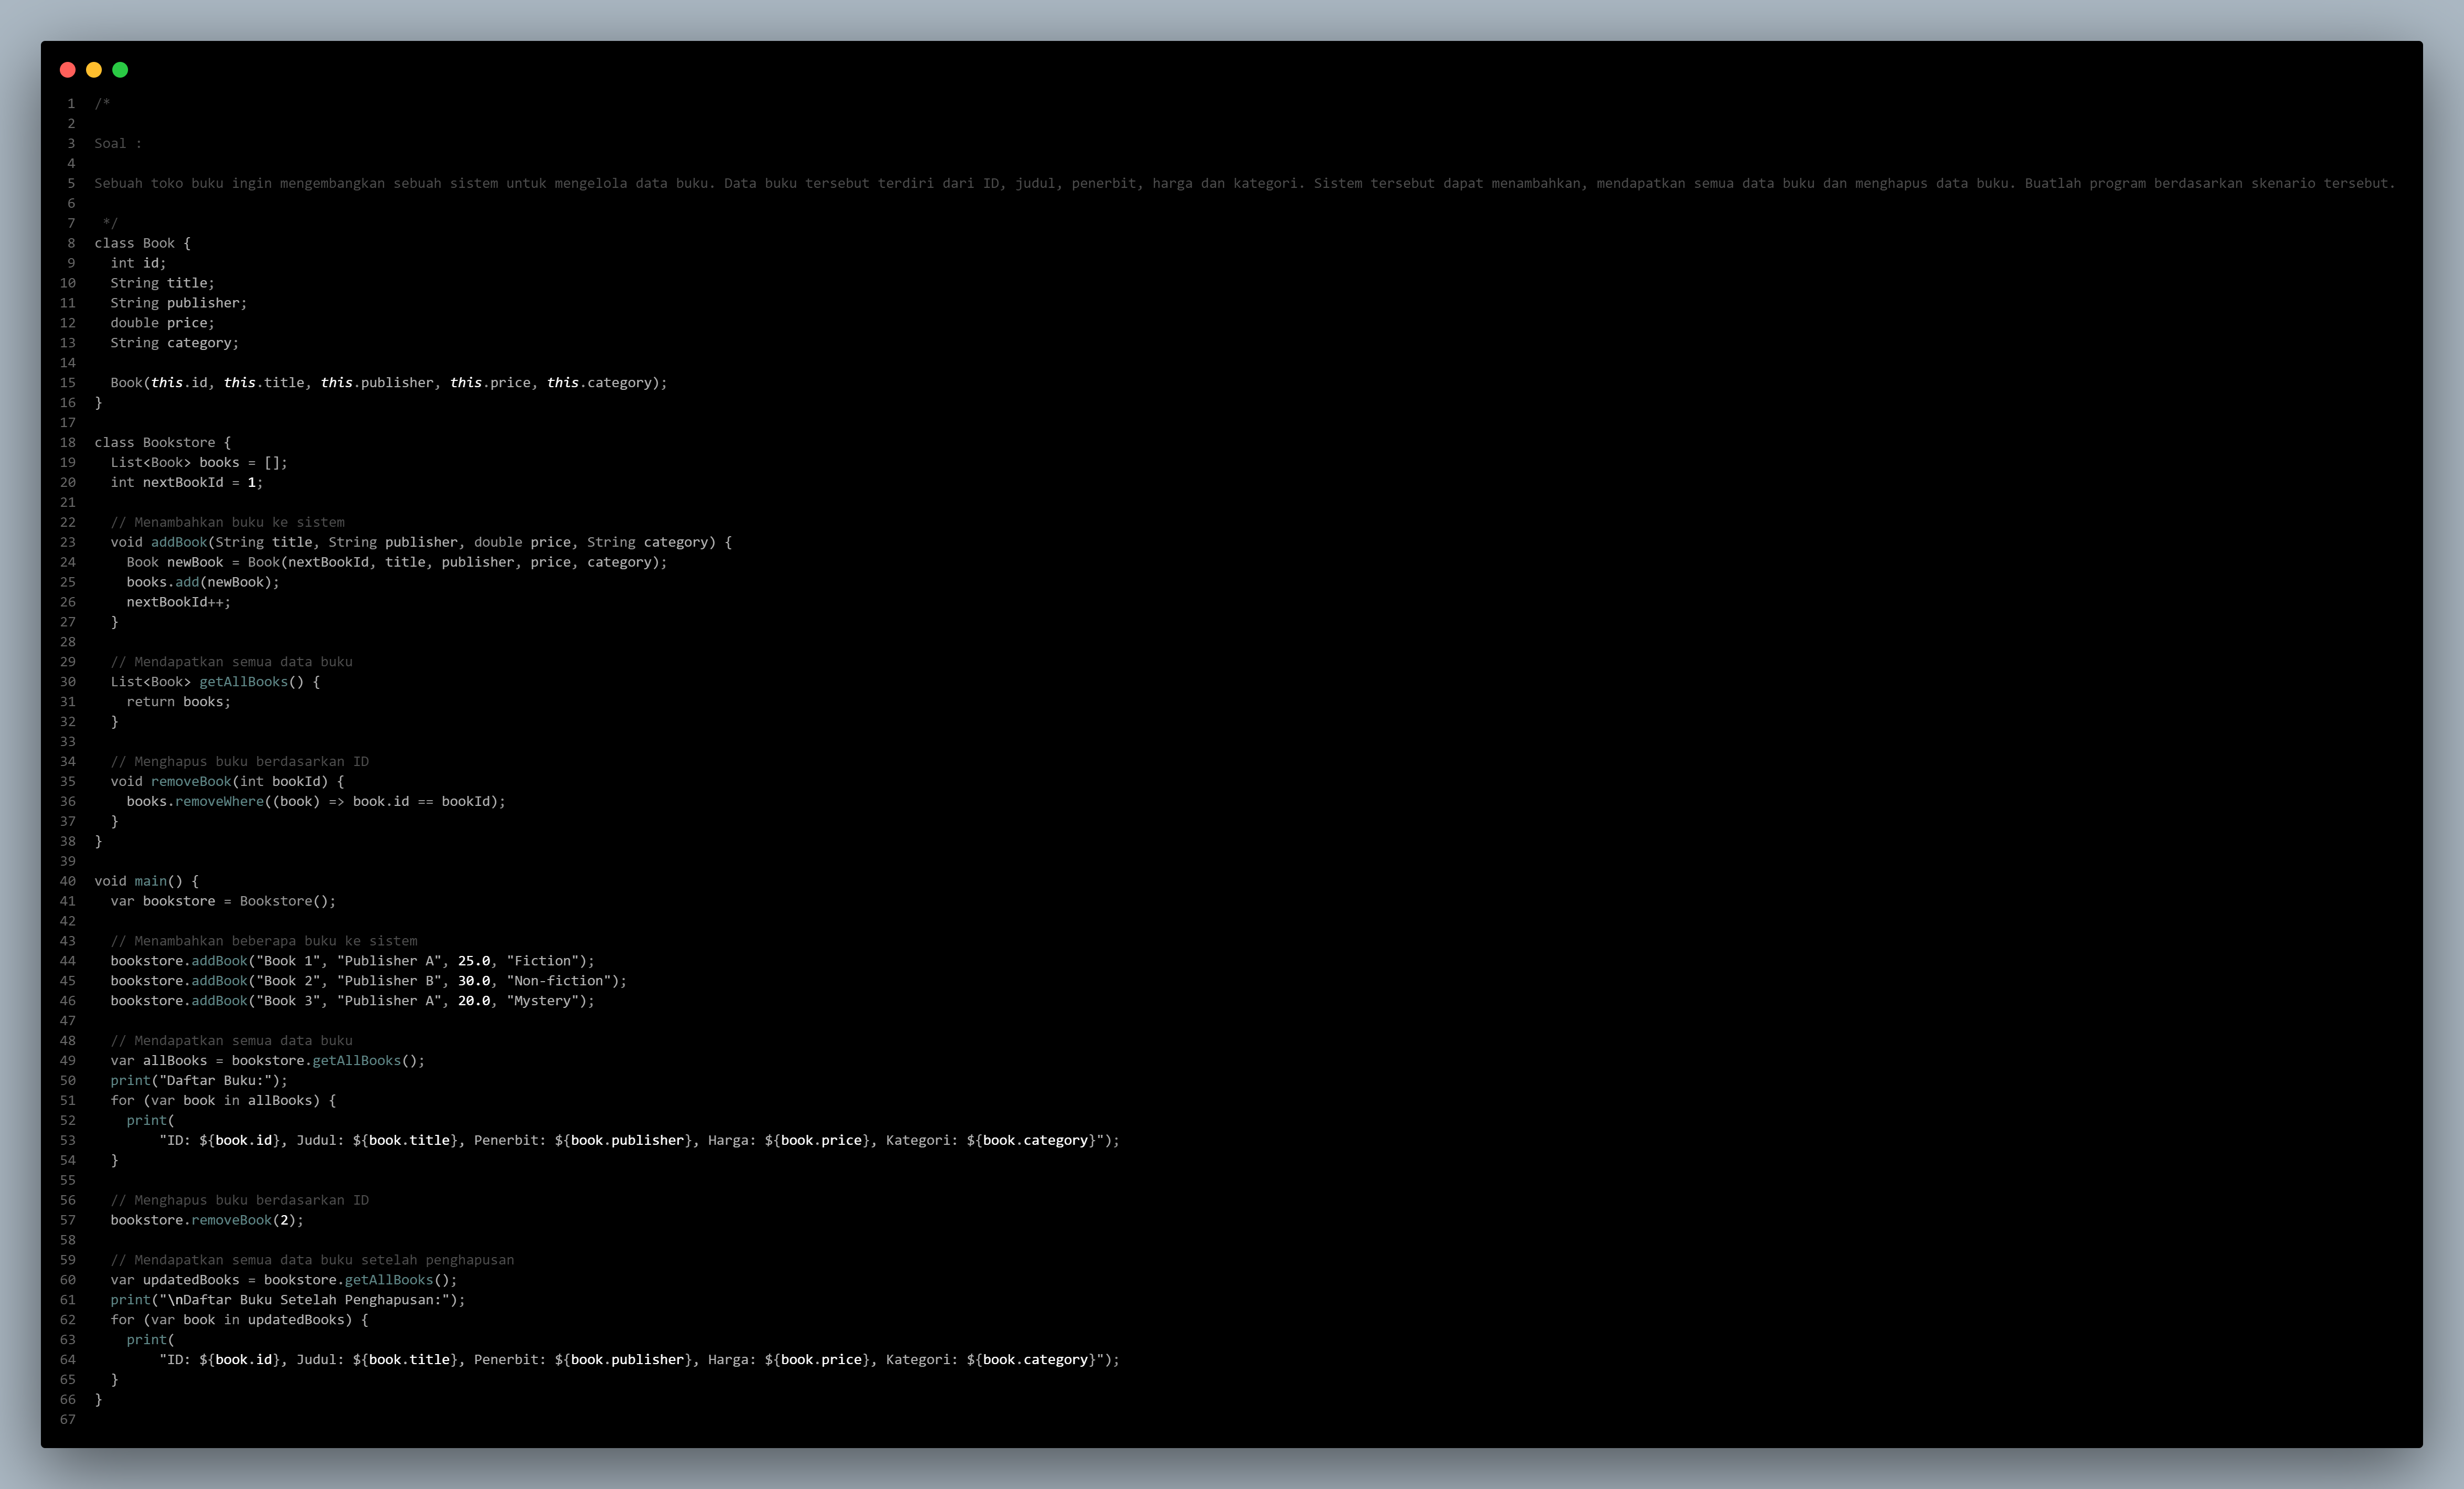 1 /*
2
3 Soal :
4
5 Sebuah toko buku ingin mengembangkan sebuah sistem untuk mengelola data buku. Data buku tersebut terdiri dari ID, judul, penerbit, harga dan kategori. Sistem tersebut dapat menambahkan, mendapatkan semua data buku dan menghapus data buku. Buatlah program berdasarkan skenario tersebut.
6
7  */
8 class Book {
9   int id;
10   String title;
11   String publisher;
12   double price;
13   String category;
14
15   Book(this.id, this.title, this.publisher, this.price, this.category);
16 }
17
18 class Bookstore {
19   List<Book> books = [];
20   int nextBookId = 1;
21
22   // Menambahkan buku ke sistem
23   void addBook(String title, String publisher, double price, String category) {
24     Book newBook = Book(nextBookId, title, publisher, price, category);
25     books.add(newBook);
26     nextBookId++;
27   }
28
29   // Mendapatkan semua data buku
30   List<Book> getAllBooks() {
31     return books;
32   }
33
34   // Menghapus buku berdasarkan ID
35   void removeBook(int bookId) {
36     books.removeWhere((book) => book.id == bookId);
37   }
38 }
39
40 void main() {
41   var bookstore = Bookstore();
42
43   // Menambahkan beberapa buku ke sistem
44   bookstore.addBook("Book 1", "Publisher A", 25.0, "Fiction");
45   bookstore.addBook("Book 2", "Publisher B", 30.0, "Non-fiction");
46   bookstore.addBook("Book 3", "Publisher A", 20.0, "Mystery");
47
48   // Mendapatkan semua data buku
49   var allBooks = bookstore.getAllBooks();
50   print("Daftar Buku:");
51   for (var book in allBooks) {
52     print(
53         "ID: ${book.id}, Judul: ${book.title}, Penerbit: ${book.publisher}, Harga: ${book.price}, Kategori: ${book.category}");
54   }
55
56   // Menghapus buku berdasarkan ID
57   bookstore.removeBook(2);
58
59   // Mendapatkan semua data buku setelah penghapusan
60   var updatedBooks = bookstore.getAllBooks();
61   print("\nDaftar Buku Setelah Penghapusan:");
62   for (var book in updatedBooks) {
63     print(
64         "ID: ${book.id}, Judul: ${book.title}, Penerbit: ${book.publisher}, Harga: ${book.price}, Kategori: ${book.category}");
65   }
66 }
67